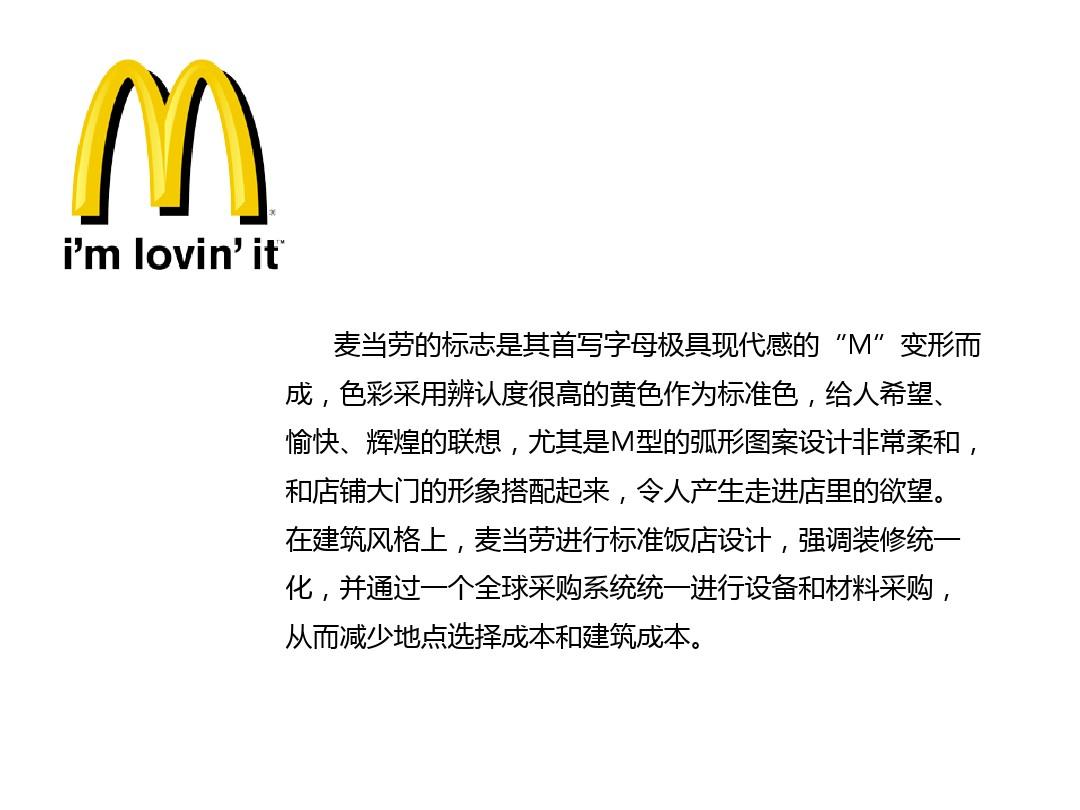 i’m lovin’ it™
麦当劳的标志是其首写字母极具现代感的“M”变形而
成，色彩采用辨认度很高的黄色作为标准色，给人希望、
愉快、辉煌的联想，尤其是M型的弧形图案设计非常柔和，
和店铺大门的形象搭配起来，令人产生走进店里的欲望。
在建筑风格上，麦当劳进行标准饭店设计，强调装修统一
化，并通过一个全球采购系统统一进行设备和材料采购，
从而减少地点选择成本和建筑成本。